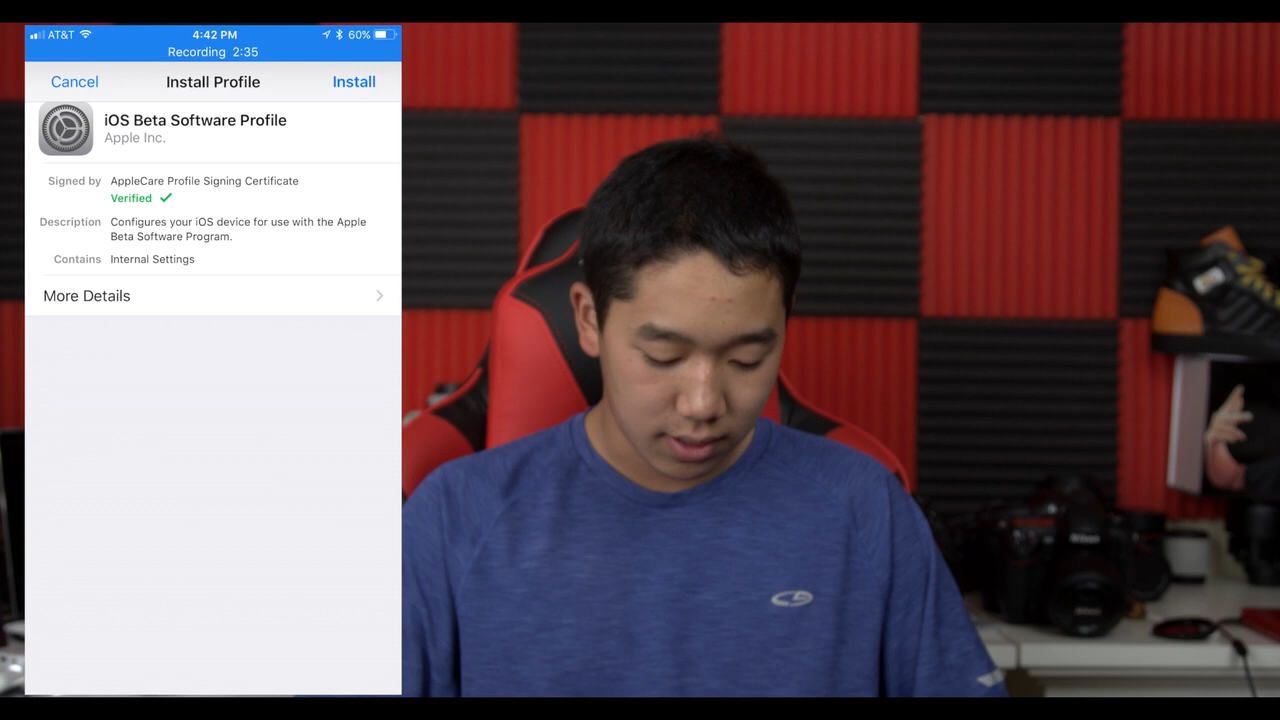 AT&T 4:42 PM 60%
Recording 2:35
Cancel Install Profile Install
iOS Beta Software Profile
Apple Inc.
Signed by AppleCare Profile Signing Certificate
Verified
Description Configures your iOS device for use with the Apple
Beta Software Program.
Contains Internal Settings
More Details
Nikon
Nikon